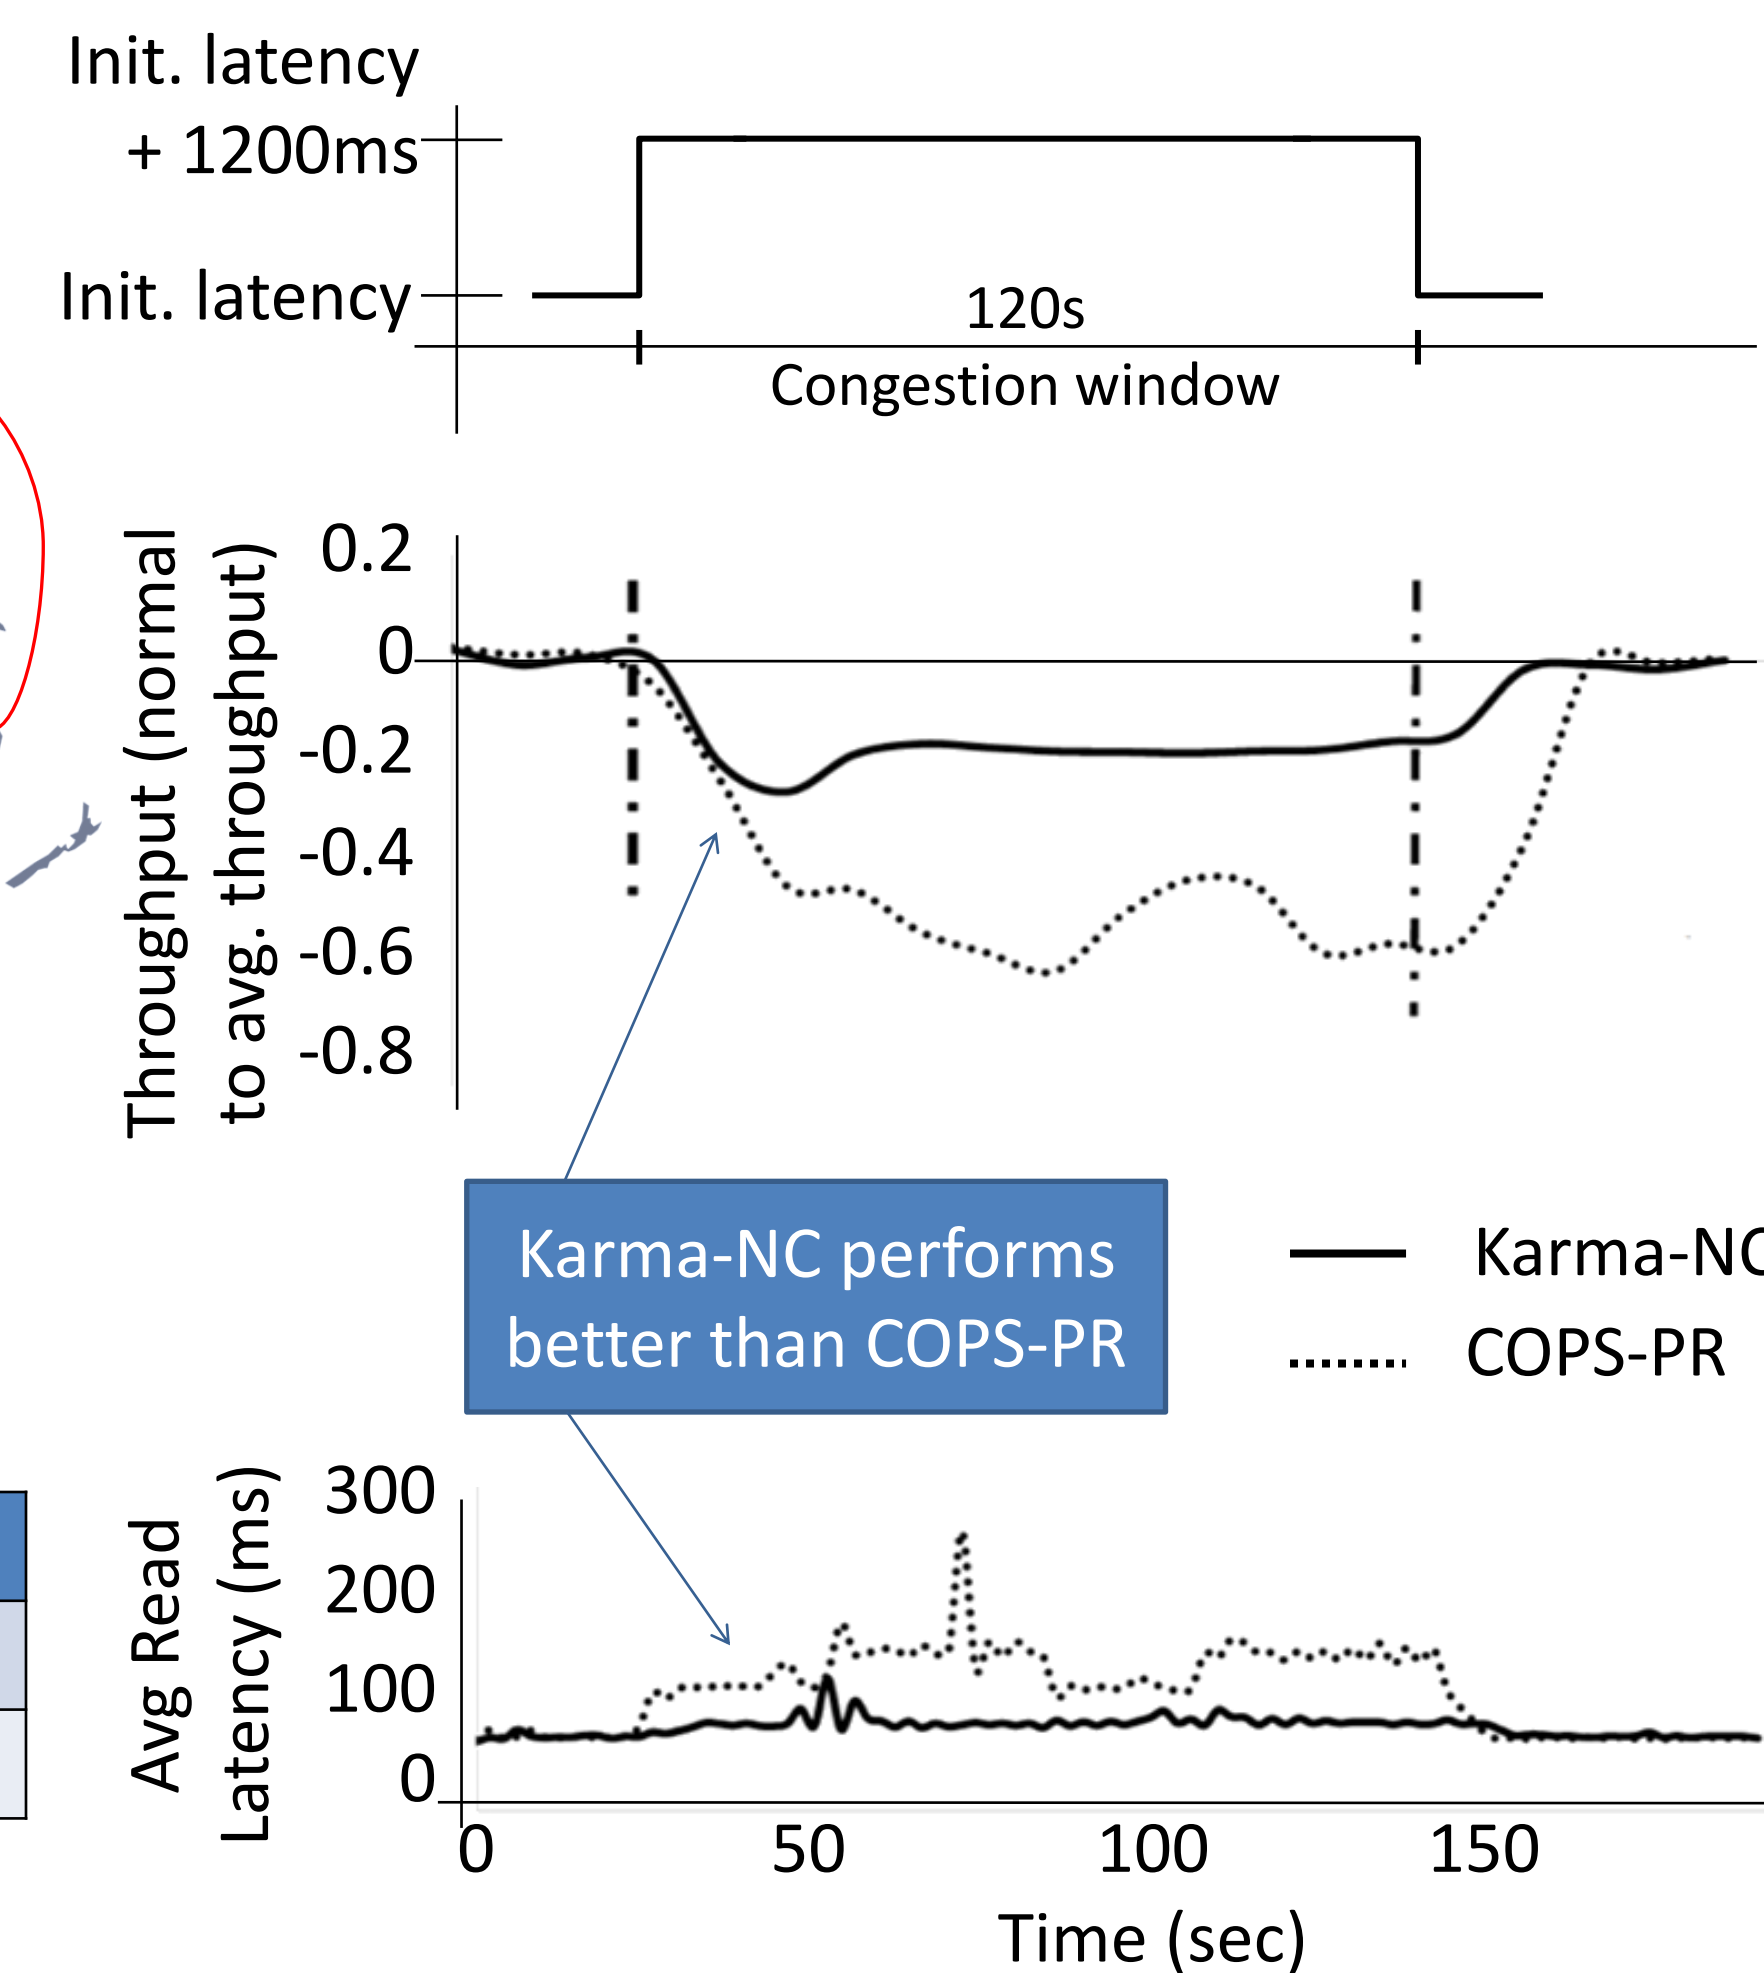 Init. latency
+ 1200ms
Init. latency
120s
Congestion window
Throughput (normal
to avg. throughput)
0.2
0
-0.2
-0.4
-0.6
-0.8
Karma-NC performs
better than COPS-PR
Karma-NC
COPS-PR
Avg Read
Latency (ms)
300
200
100
0
0 50 100 150
Time (sec)